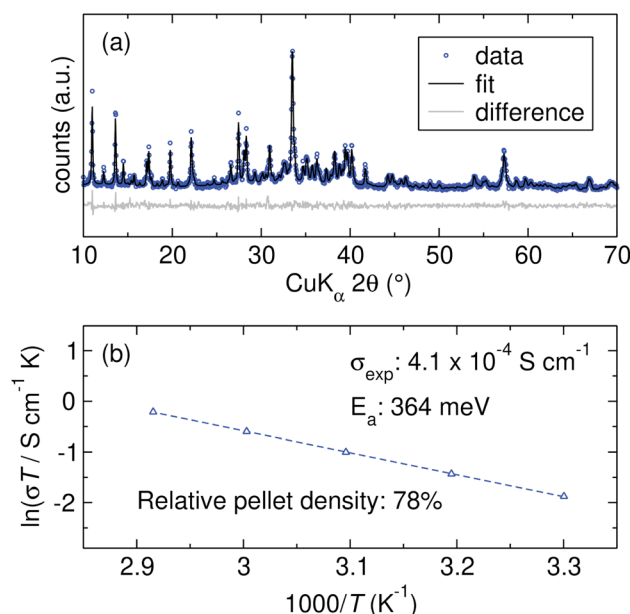 (a)
data
fit
difference
counts (a.u.)
10 20 30 40 50 60 70
CuKα 2θ (°)
(b)
σexp: 4.1 x 10⁻⁴ S cm⁻¹
Ea: 364 meV
Relative pellet density: 78%
ln(σT / S cm⁻¹ K)
1
0
-1
-2
2.9 3 3.1 3.2 3.3
1000/T (K⁻¹)